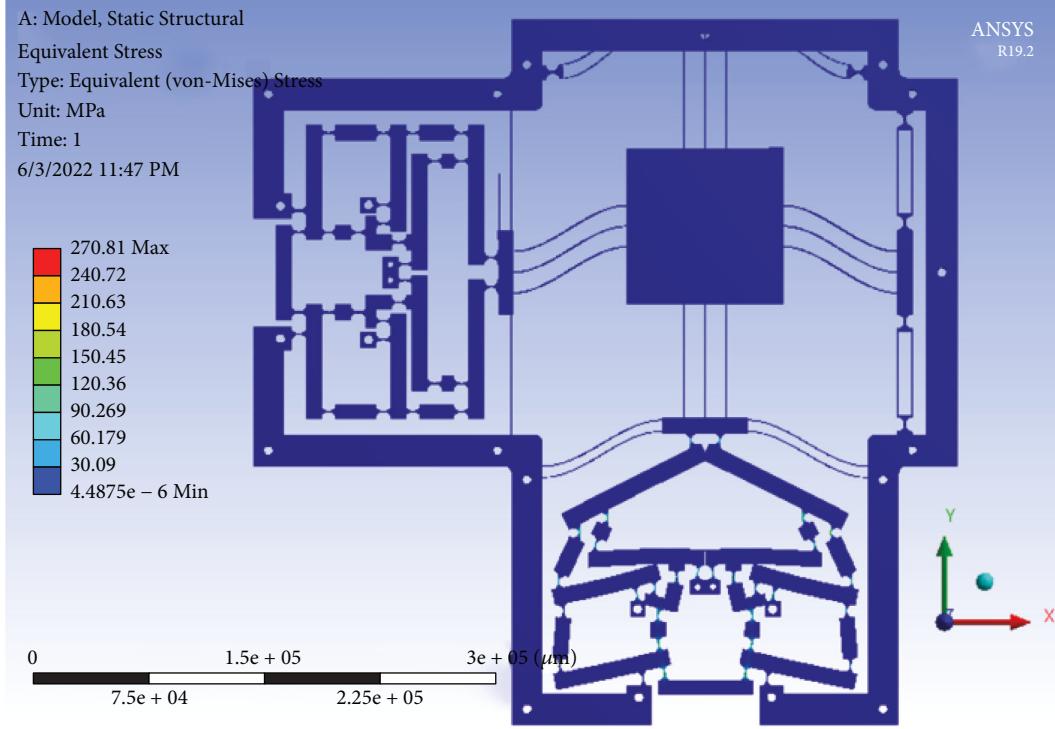 A: Model, Static Structural
Equivalent Stress
Type: Equivalent (von-Mises) Stress
Unit: MPa
Time: 1
6/3/2022 11:47 PM
ANSYS
R19.2
270.81 Max
240.72
210.63
180.54
150.45
120.36
90.269
60.179
30.09
4.4875e − 6 Min
Y
X
Z
0 1.5e + 05 3e + 05 (μm)
7.5e + 04 2.25e + 05